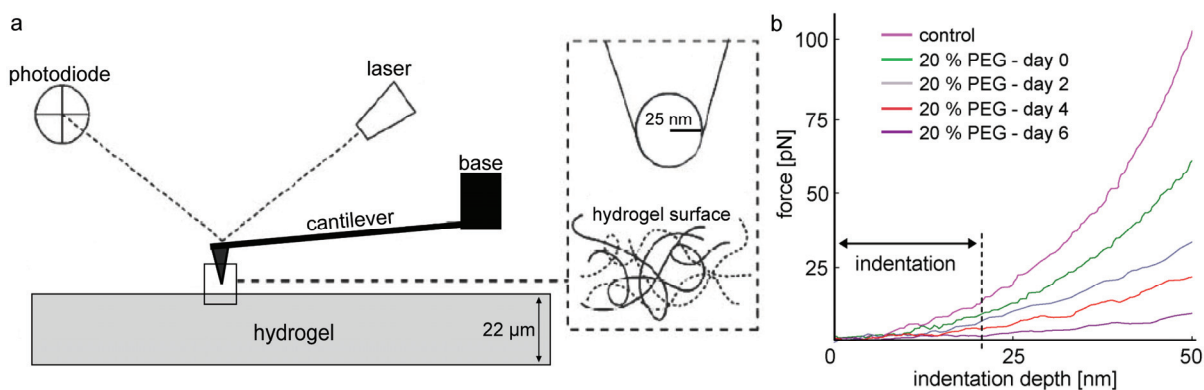 a
photodiode
laser
base
cantilever
hydrogel
22 µm
25 nm
hydrogel surface
b
control
20 % PEG - day 0
20 % PEG - day 2
20 % PEG - day 4
20 % PEG - day 6
force [pN]
100
75
50
25
indentation
0
25
50
indentation depth [nm]